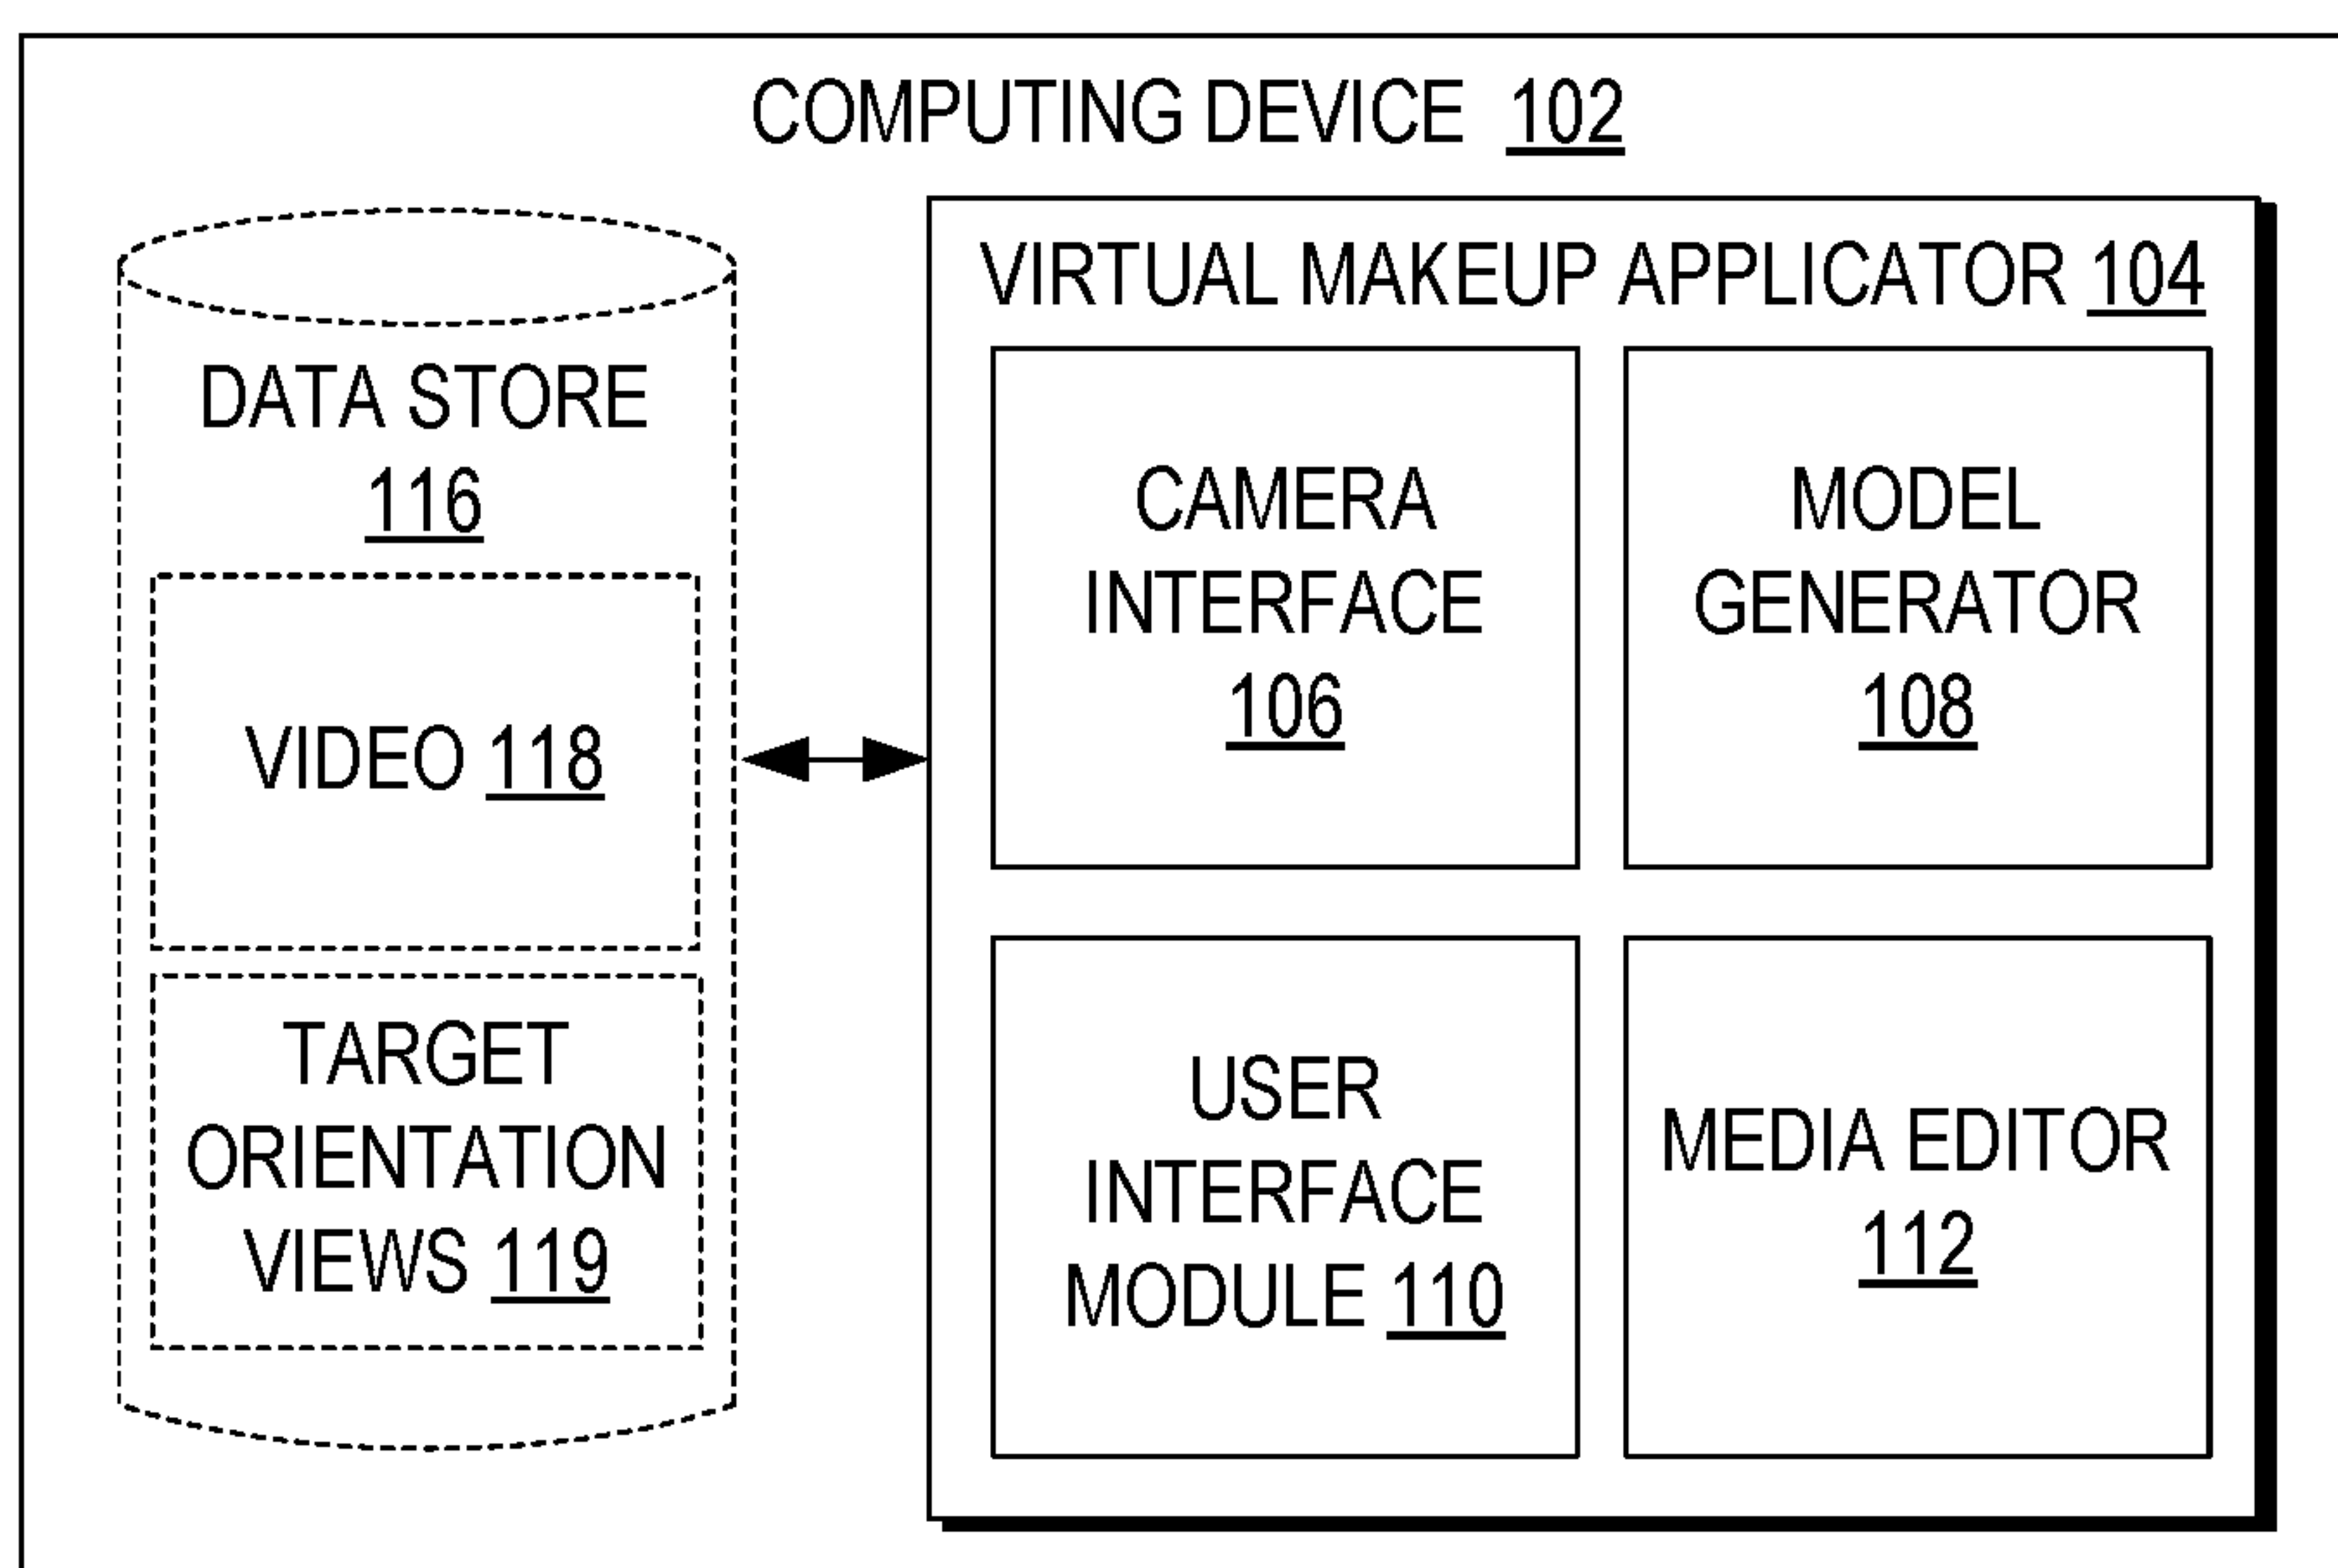 COMPUTING DEVICE 102
DATA STORE
116
VIDEO 118
TARGET
ORIENTATION
VIEWS 119
VIRTUAL MAKEUP APPLICATOR 104
CAMERA
INTERFACE
106
MODEL
GENERATOR
108
USER
INTERFACE
MODULE 110
MEDIA EDITOR
112